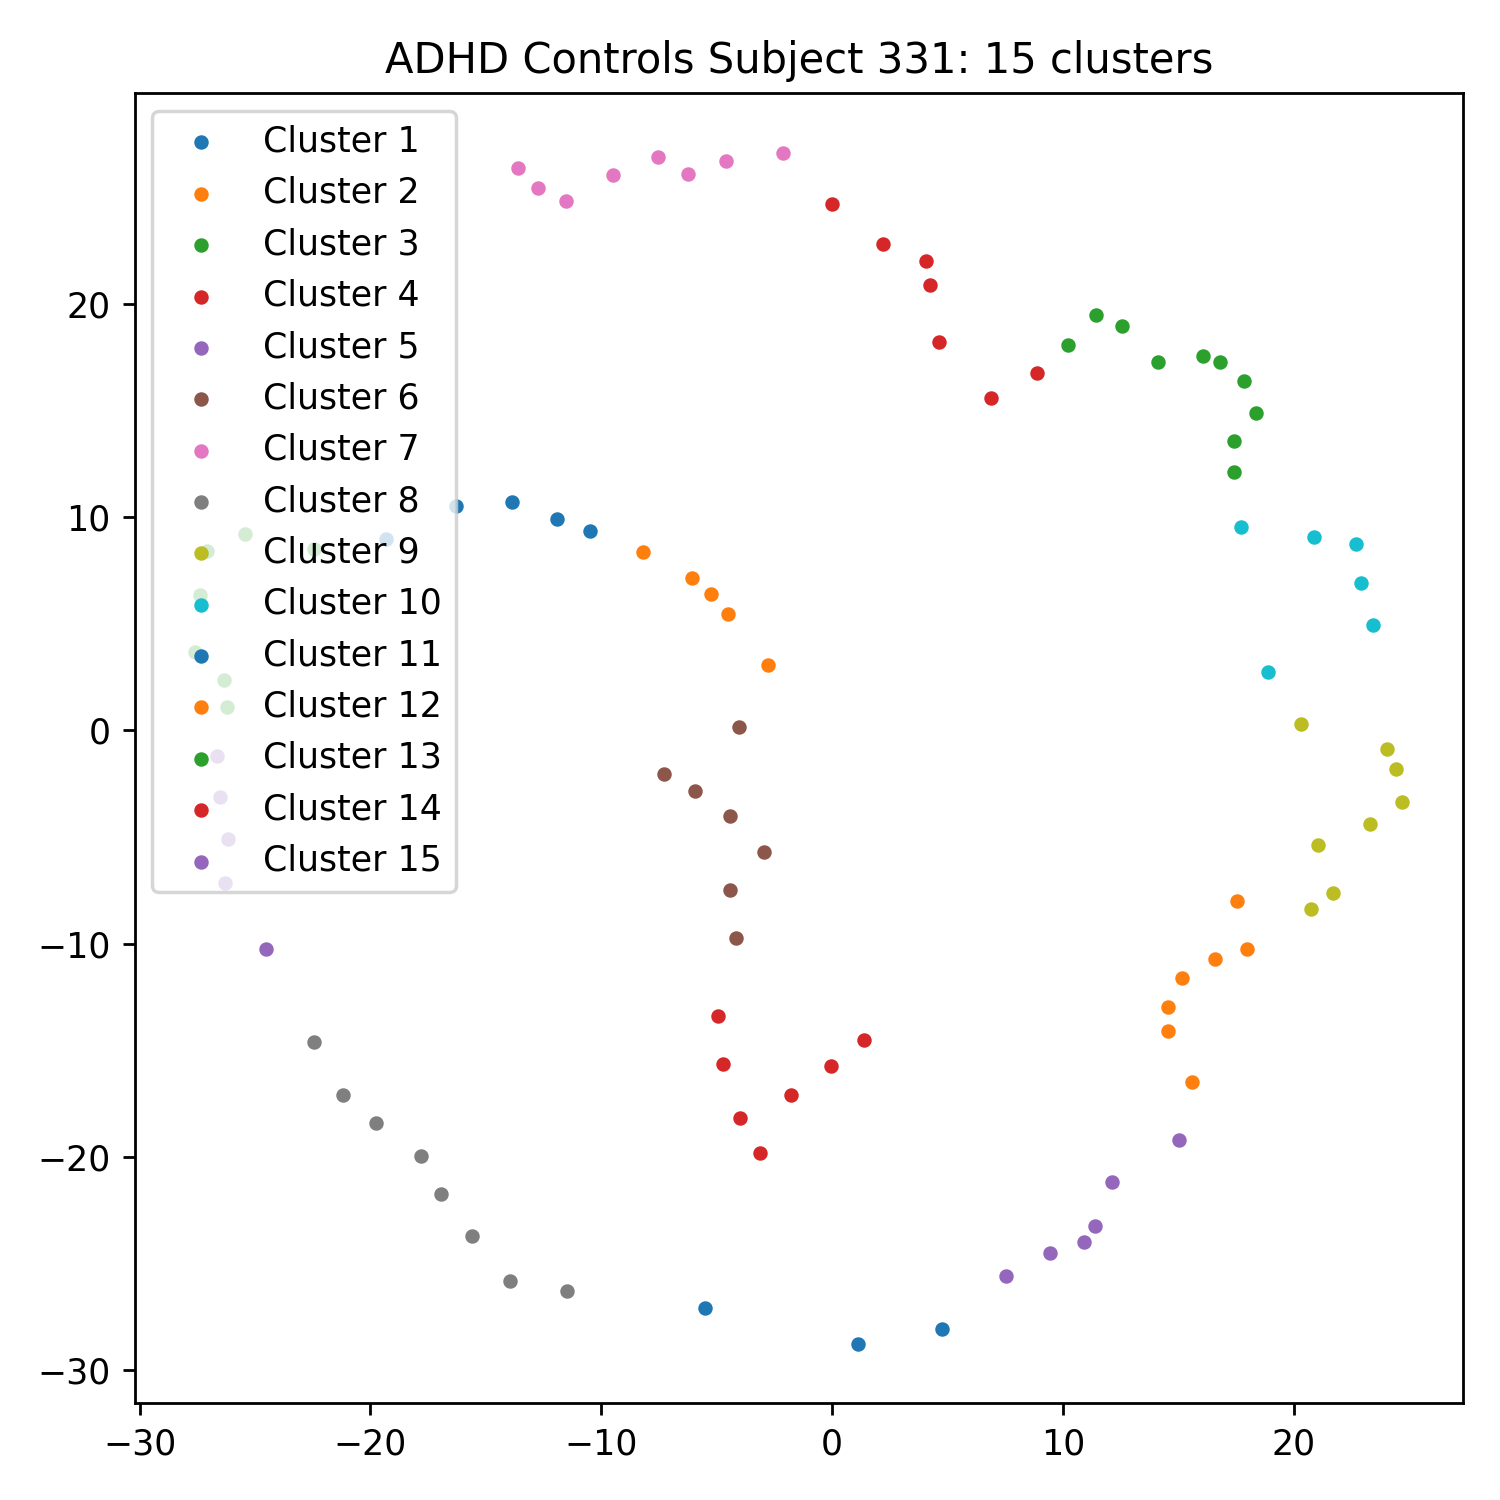 ADHD Controls Subject 331: 15 clusters
Cluster 1
Cluster 2
Cluster 3
Cluster 4
Cluster 5
Cluster 6
Cluster 7
Cluster 8
Cluster 9
Cluster 10
Cluster 11
Cluster 12
Cluster 13
Cluster 14
Cluster 15
20
10
0
−10
−20
−30
−30 −20 −10 0 10 20